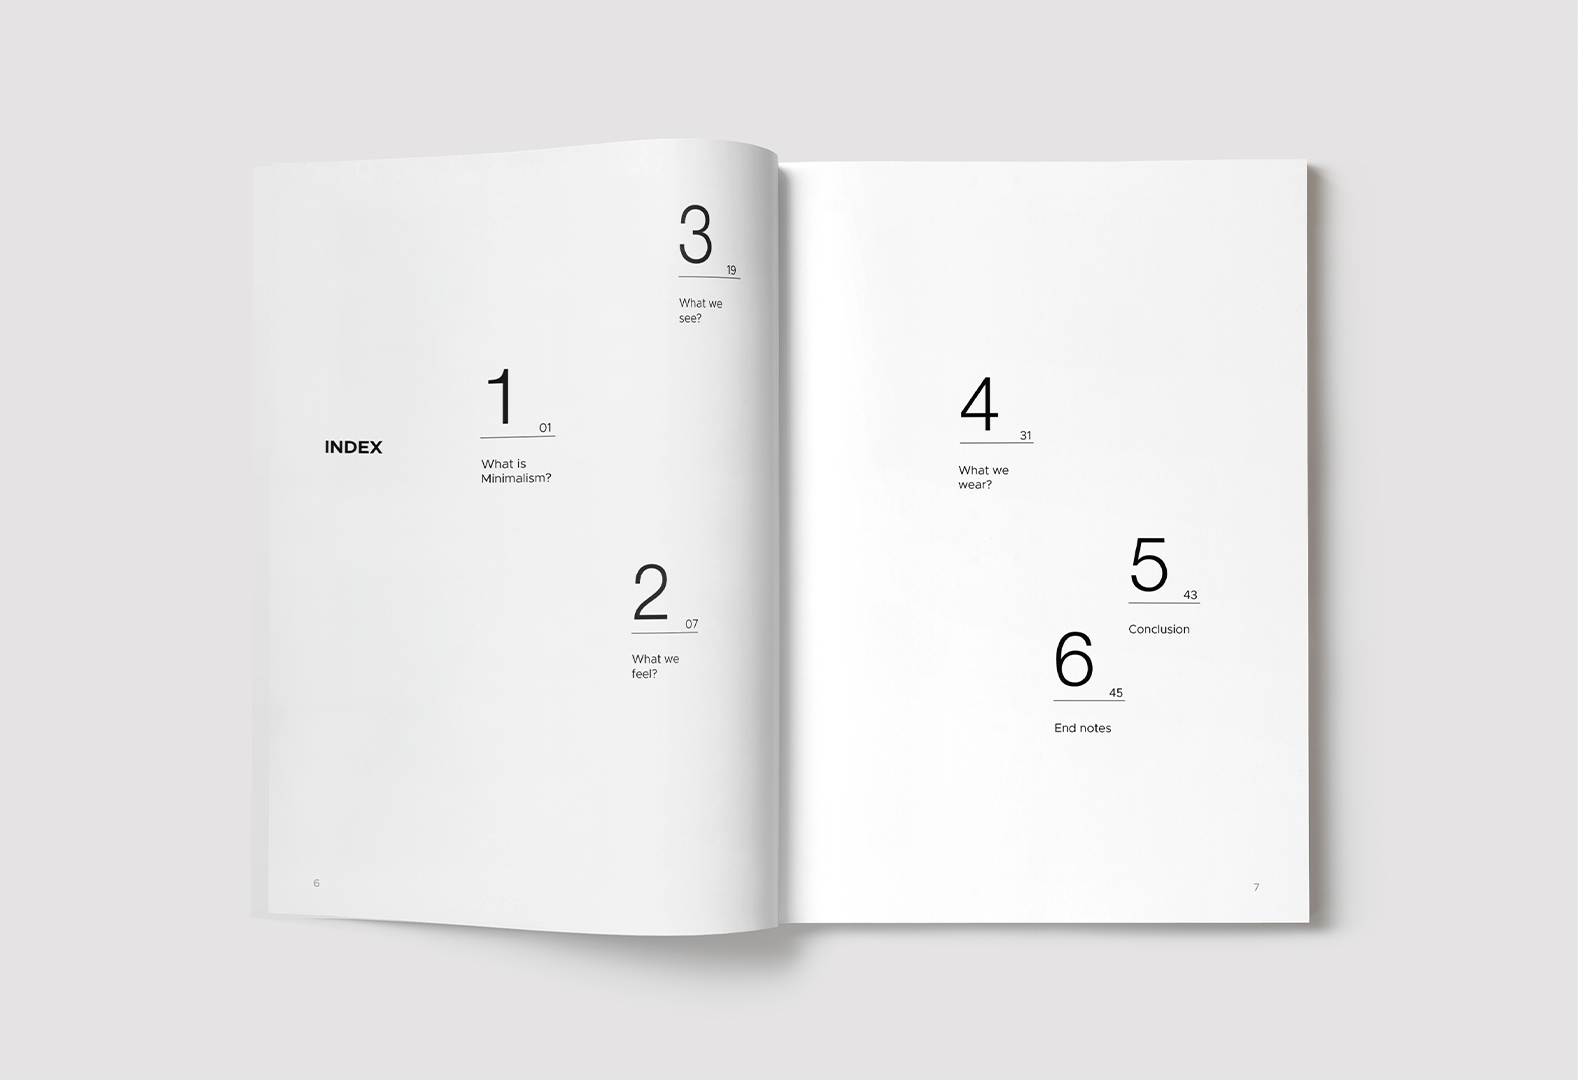 INDEX
1
01
What is
Minimalism?
2
07
What we
feel?
3
19
What we
see?
6
4
31
What we
wear?
5
43
Conclusion
6
45
End notes
7